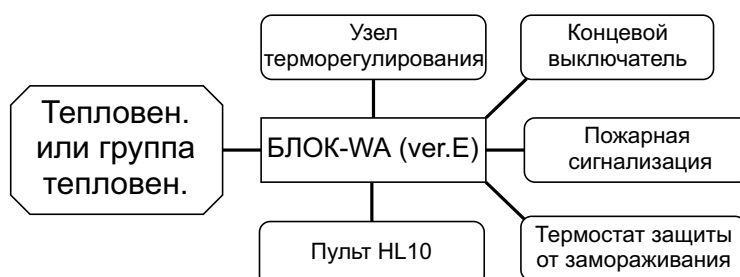 Узел
терморегулирования
Концевой
выключатель
Тепловен.
или группа
тепловен.
БЛОК-WA (ver.E)
Пожарная
сигнализация
Пульт HL10
Термостат защиты
от замораживания